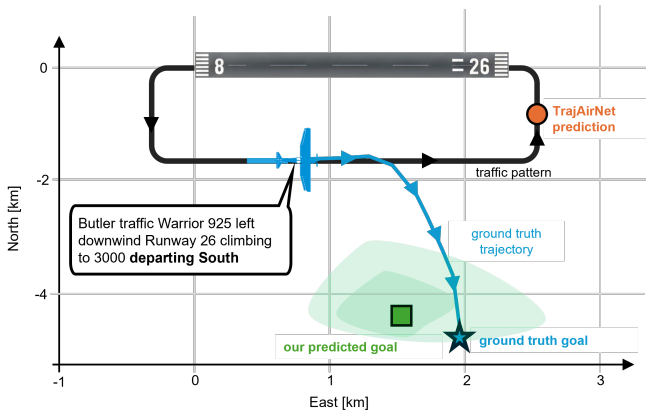 0
-2
-4
North [km]
8
= 26
TrajAirNet
prediction
traffic pattern
Butler traffic Warrior 925 left
downwind Runway 26 climbing
to 3000 departing South
ground truth
trajectory
our predicted goal
ground truth goal
-1
0
1
2
3
East [km]